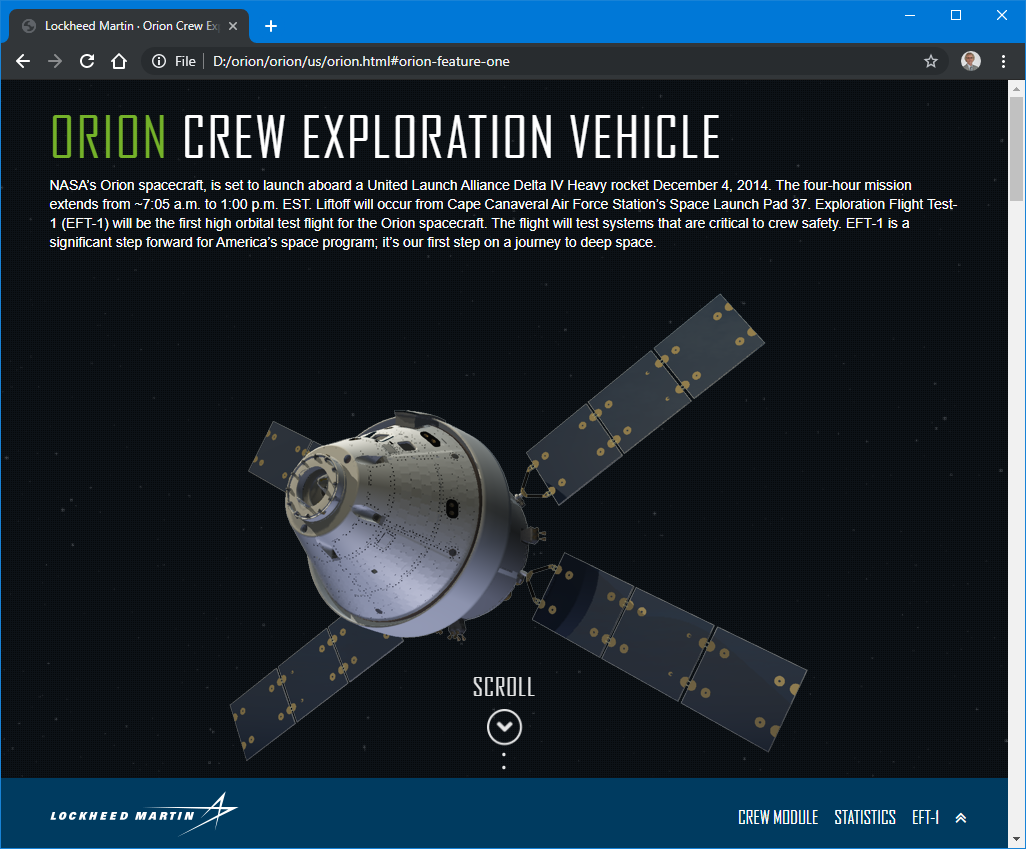 Lockheed Martin · Orion Crew Ex
File
D:/orion/orion/us/orion.html#orion-feature-one
ORION CREW EXPLORATION VEHICLE
NASA’s Orion spacecraft, is set to launch aboard a United Launch Alliance Delta IV Heavy rocket December 4, 2014. The four-hour mission
extends from ~7:05 a.m. to 1:00 p.m. EST. Liftoff will occur from Cape Canaveral Air Force Station’s Space Launch Pad 37. Exploration Flight Test-
1 (EFT-1) will be the first high orbital test flight for the Orion spacecraft. The flight will test systems that are critical to crew safety. EFT-1 is a
significant step forward for America’s space program; it’s our first step on a journey to deep space.
SCROLL
LOCKHEED MARTIN
CREW MODULE STATISTICS EFT-1